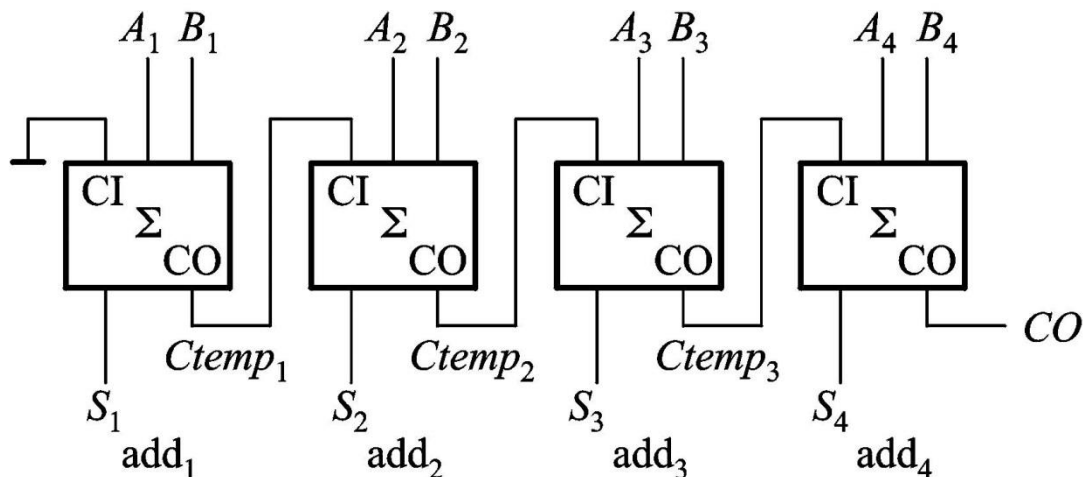 A₁ B₁ A₂ B₂ A₃ B₃ A₄ B₄
CI CI CI CI
Σ Σ Σ Σ
CO CO CO CO
CO
Ctemp₁ Ctemp₂ Ctemp₃
S₁ S₂ S₃ S₄
add₁ add₂ add₃ add₄